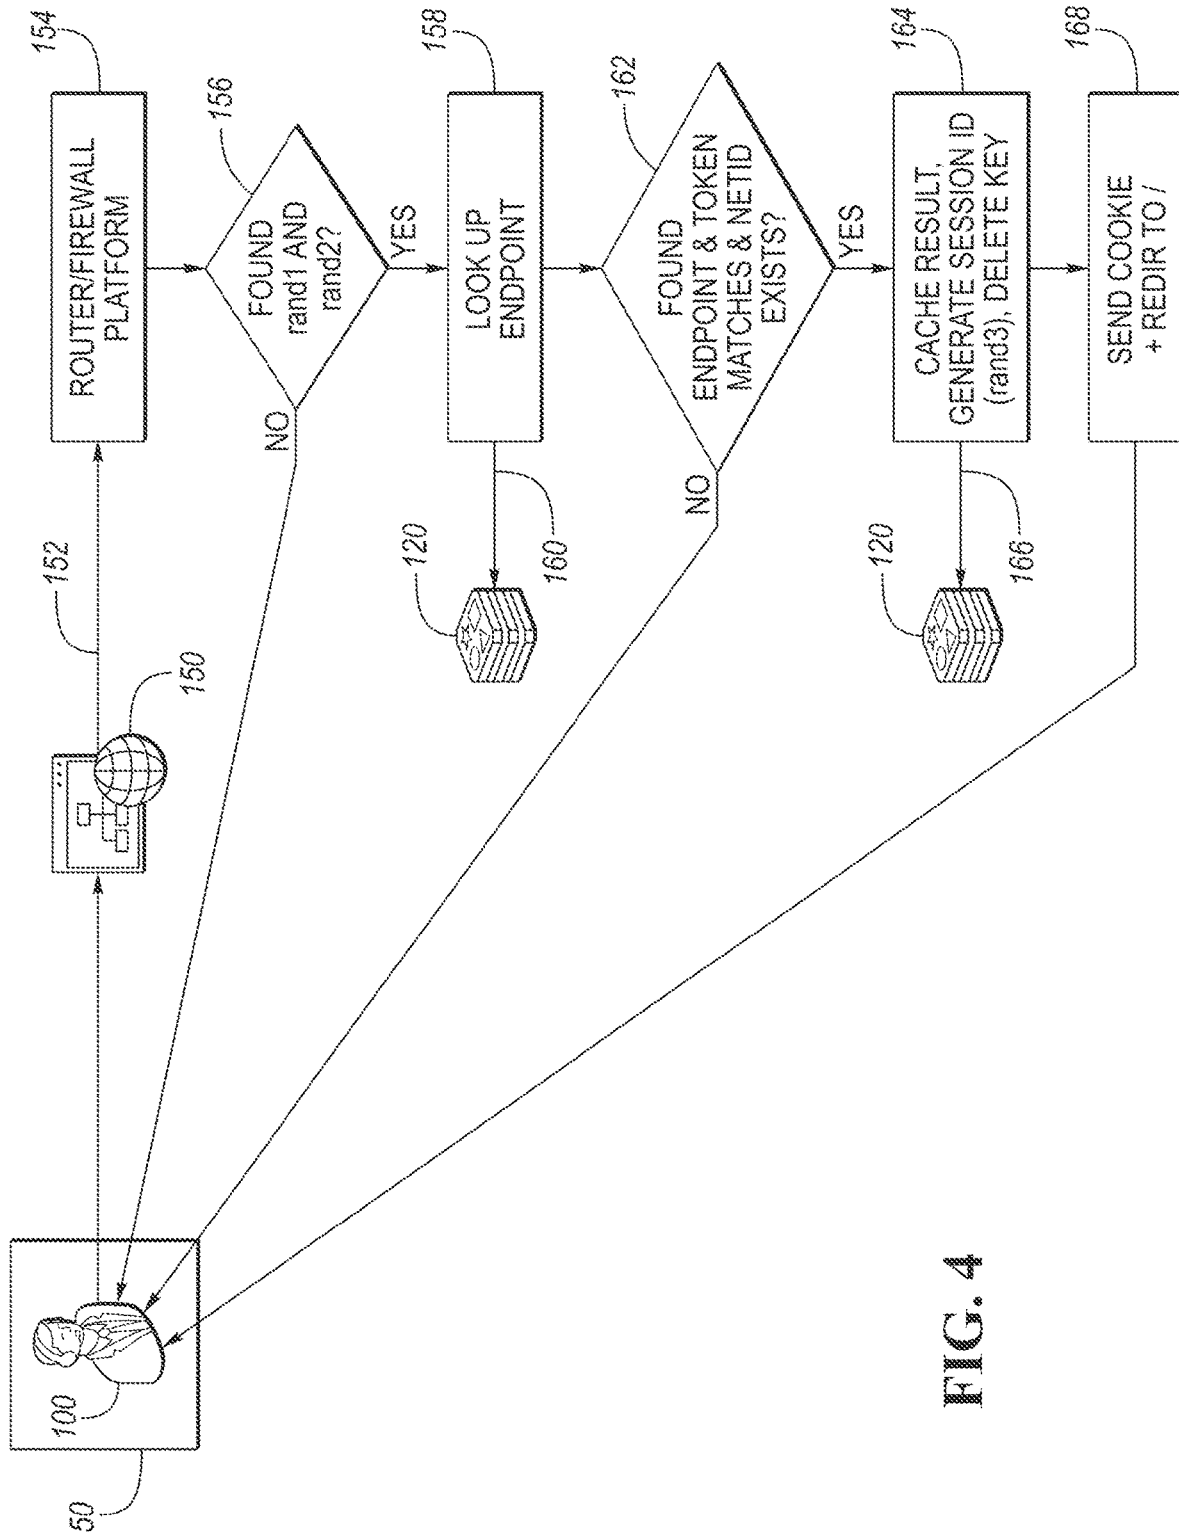 50
100
150
152
ROUTER/FIREWALL
PLATFORM
154
FOUND
rand1 AND
rand2?
156
NO
YES
LOOK UP
ENDPOINT
158
160
120
FOUND
ENDPOINT & TOKEN
MATCHES & NETID
EXISTS?
162
NO
YES
CACHE RESULT,
GENERATE SESSION ID
(rand3), DELETE KEY
164
166
120
SEND COOKIE
+ REDIR TO /
168
FIG. 4